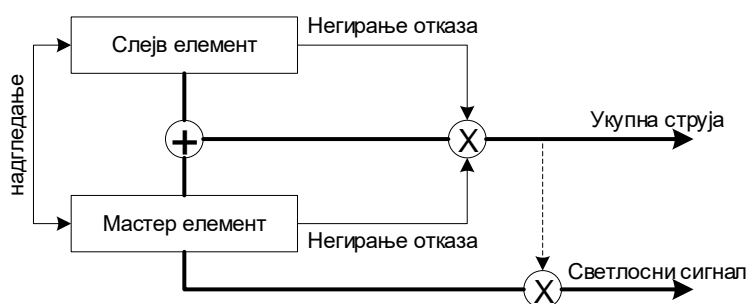 Негирање отказа
Слејв елемент
надгледање
+
X
Укупна струја
Мастер елемент
Негирање отказа
Светлосни сигнал
X